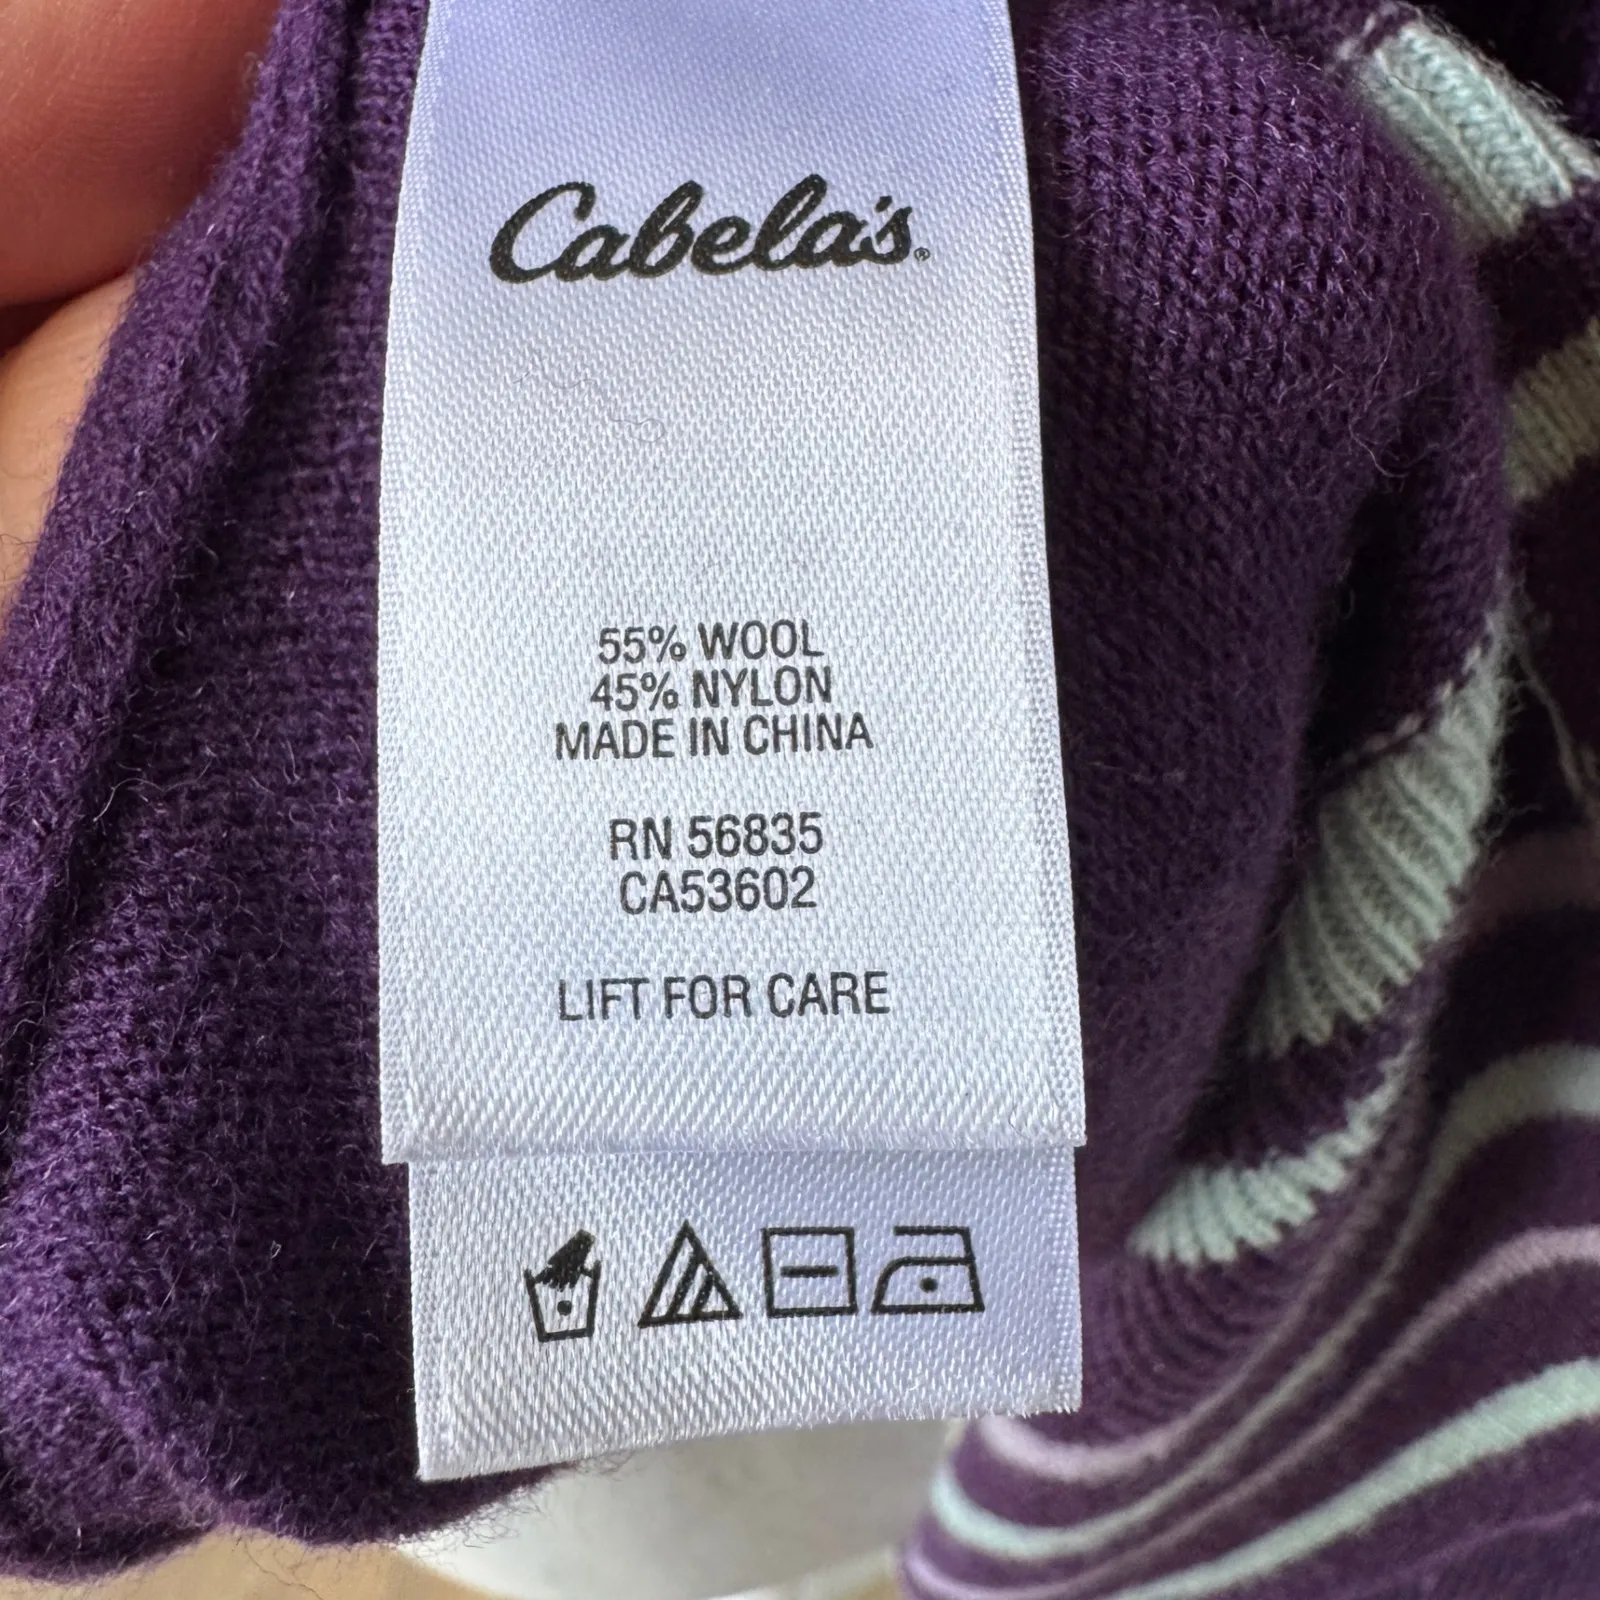 Cabela's®
55% WOOL
45% NYLON
MADE IN CHINA
RN 56835
CA53602
LIFT FOR CARE